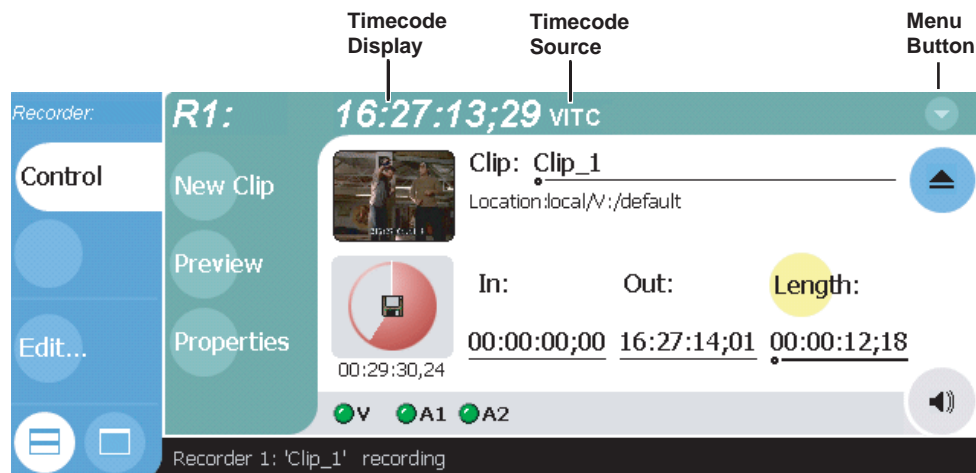 Timecode Display
Timecode Source
Menu Button
Recorder:
R1: 16:27:13;29 VITC
Control
New Clip
Clip: Clip_1
Location:local/V:/default
Preview
In: Out: Length:
Edit...
Properties
00:00:00;00 16:27:14;01 00:00:12;18
00:29:30,24
V A1 A2
Recorder 1: 'Clip_1' recording